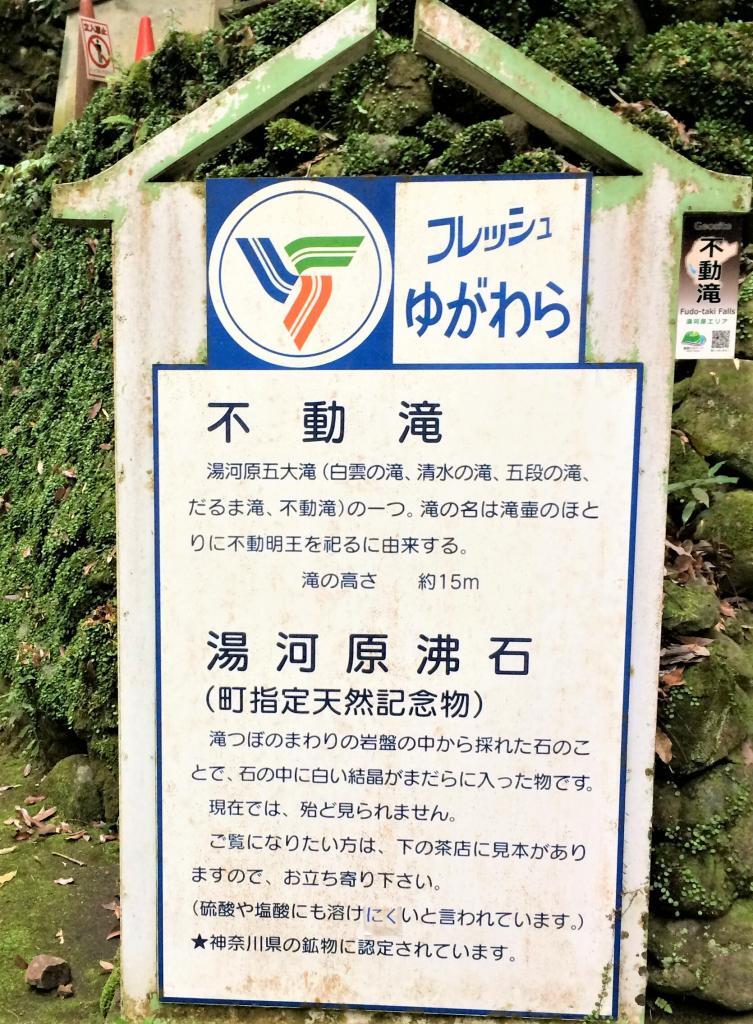 立入禁止
フレッシュ
ゆがわら
Geosite
不動滝
Fudo-taki Falls
湯河原エリア
不動滝
湯河原五大滝(白雲の滝、清水の滝、五段の滝、
だるま滝、不動滝)の一つ。滝の名は滝壷のほと
りに不動明王を祀るに由来する。
滝の高さ 約15m
湯河原沸石
(町指定天然記念物)
滝つぼのまわりの岩盤の中から採れた石のこ
とで、石の中に白い結晶がまだらに入った物です。
現在では、殆ど見られません。
ご覧になりたい方は、下の茶店に見本があり
ますので、お立ち寄り下さい。
(硫酸や塩酸にも溶けにくいと言われています。)
★神奈川県の鉱物に認定されています。